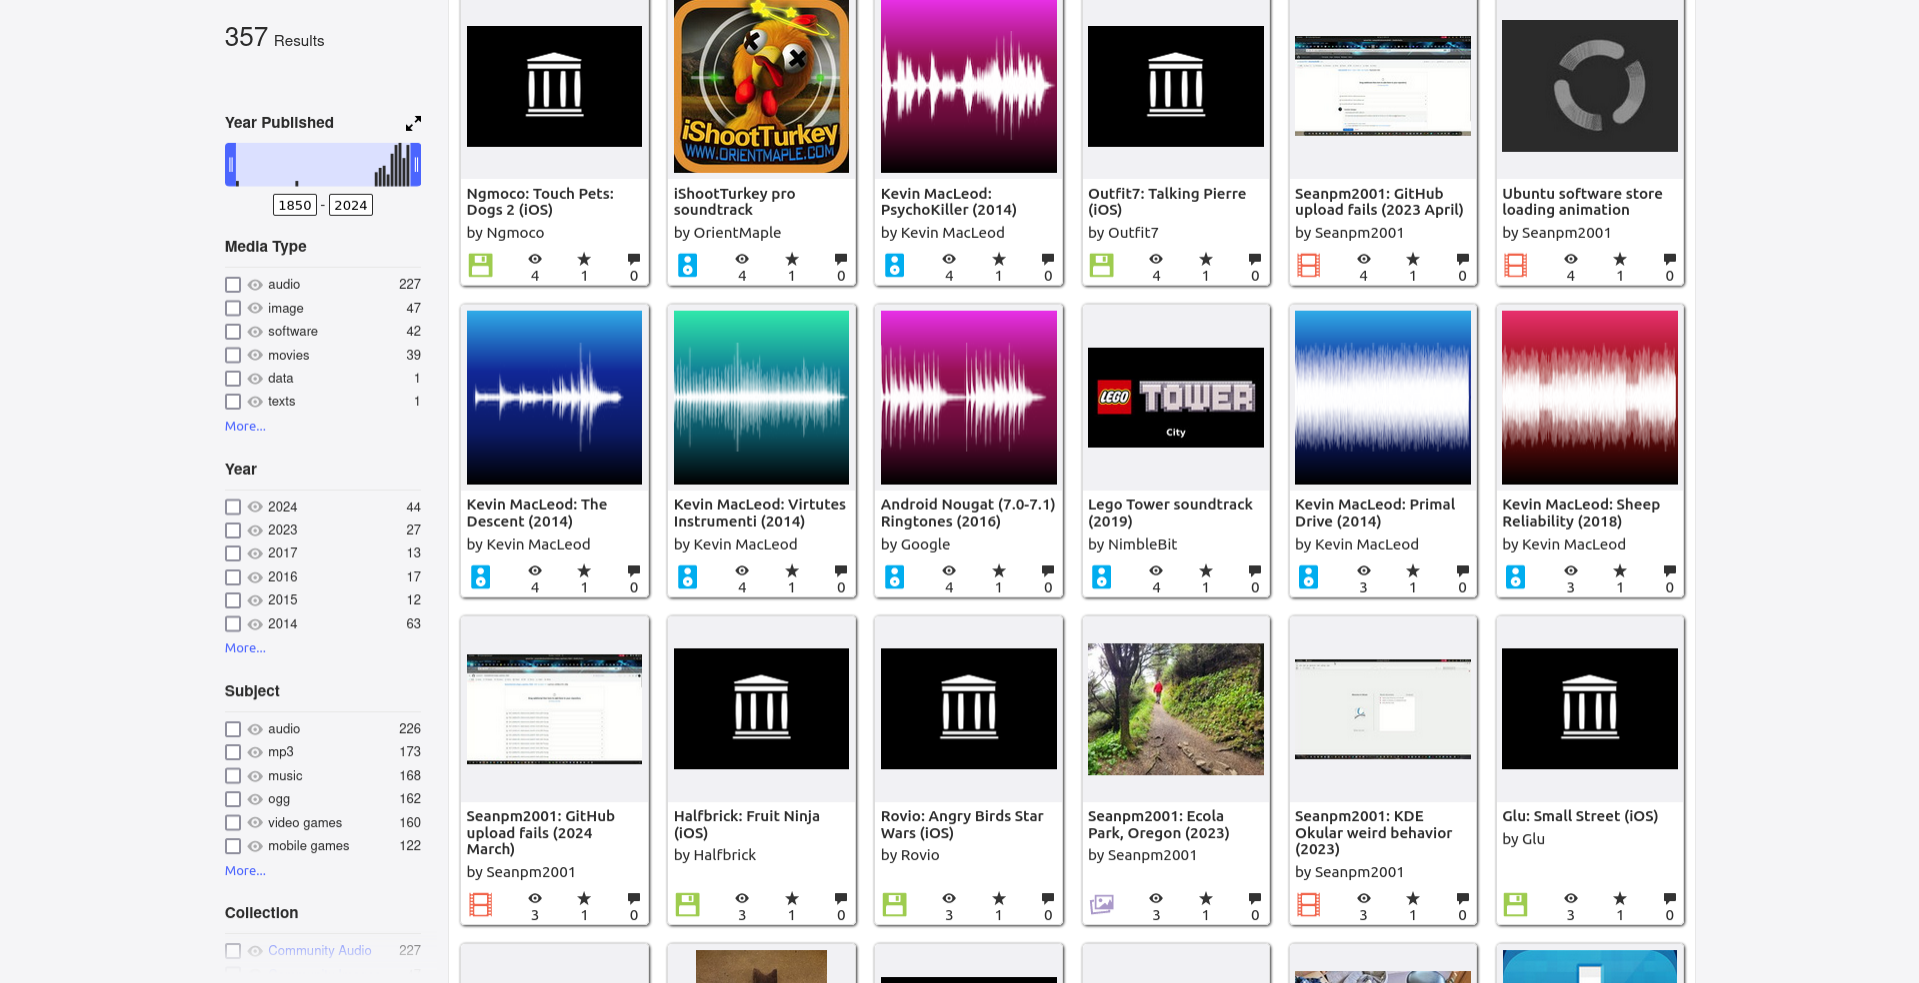 357 Results
Year Published
1850 - 2024
Media Type
audio 227
image 47
software 42
movies 39
data 1
texts 1
More...
Year
2024 44
2023 27
2017 13
2016 17
2015 12
2014 63
More...
Subject
audio 226
mp3 173
music 168
ogg 162
video games 160
mobile games 122
More...
Collection
Community Audio 227
Ngmoco: Touch Pets:
Dogs 2 (iOS)
by Ngmoco
4 1 0
iShootTurkey
WWW.ORIENTMAPLE.COM
iShootTurkey pro
soundtrack
by OrientMaple
4 1 0
Kevin MacLeod:
PsychoKiller (2014)
by Kevin MacLeod
4 1 0
Outfit7: Talking Pierre
(iOS)
by Outfit7
4 1 0
Seanpm2001: GitHub
upload fails (2023 April)
by Seanpm2001
4 1 0
Ubuntu software store
loading animation
by Seanpm2001
4 1 0
Kevin MacLeod: The
Descent (2014)
by Kevin MacLeod
4 1 0
Kevin MacLeod: Virtutes
Instrumenti (2014)
by Kevin MacLeod
4 1 0
Android Nougat (7.0-7.1)
Ringtones (2016)
by Google
4 1 0
LEGO TOWER
City
Lego Tower soundtrack
(2019)
by NimbleBit
4 1 0
Kevin MacLeod: Primal
Drive (2014)
by Kevin MacLeod
3 1 0
Kevin MacLeod: Sheep
Reliability (2018)
by Kevin MacLeod
3 1 0
Seanpm2001: GitHub
upload fails (2024
March)
by Seanpm2001
3 1 0
Halfbrick: Fruit Ninja
(iOS)
by Halfbrick
3 1 0
Rovio: Angry Birds Star
Wars (iOS)
by Rovio
3 1 0
Seanpm2001: Ecola
Park, Oregon (2023)
by Seanpm2001
3 1 0
Seanpm2001: KDE
Okular weird behavior
(2023)
by Seanpm2001
3 1 0
Glu: Small Street (iOS)
by Glu
3 1 0